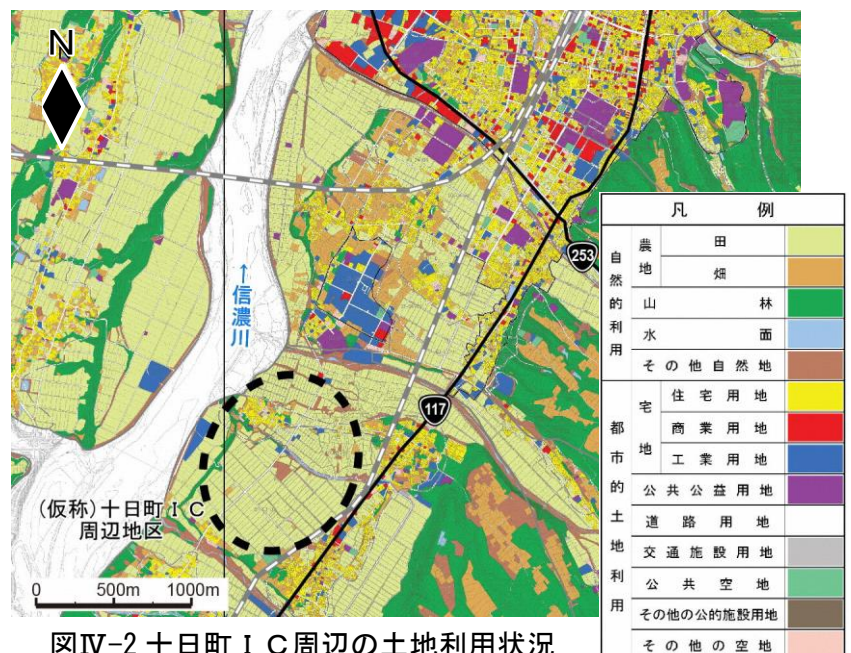 N
253
↑信濃川
117
(仮称)十日町IC
周辺地区
0 500m 1000m
凡 例
自然的利用
農地
田
畑
山林
水面
その他自然地
都市的土地利用
宅地
住宅用地
商業用地
工業用地
公共公益用地
道路用地
交通施設用地
公共空地
その他の公的施設用地
その他の空地
図Ⅳ-2 十日町IC周辺の土地利用状況